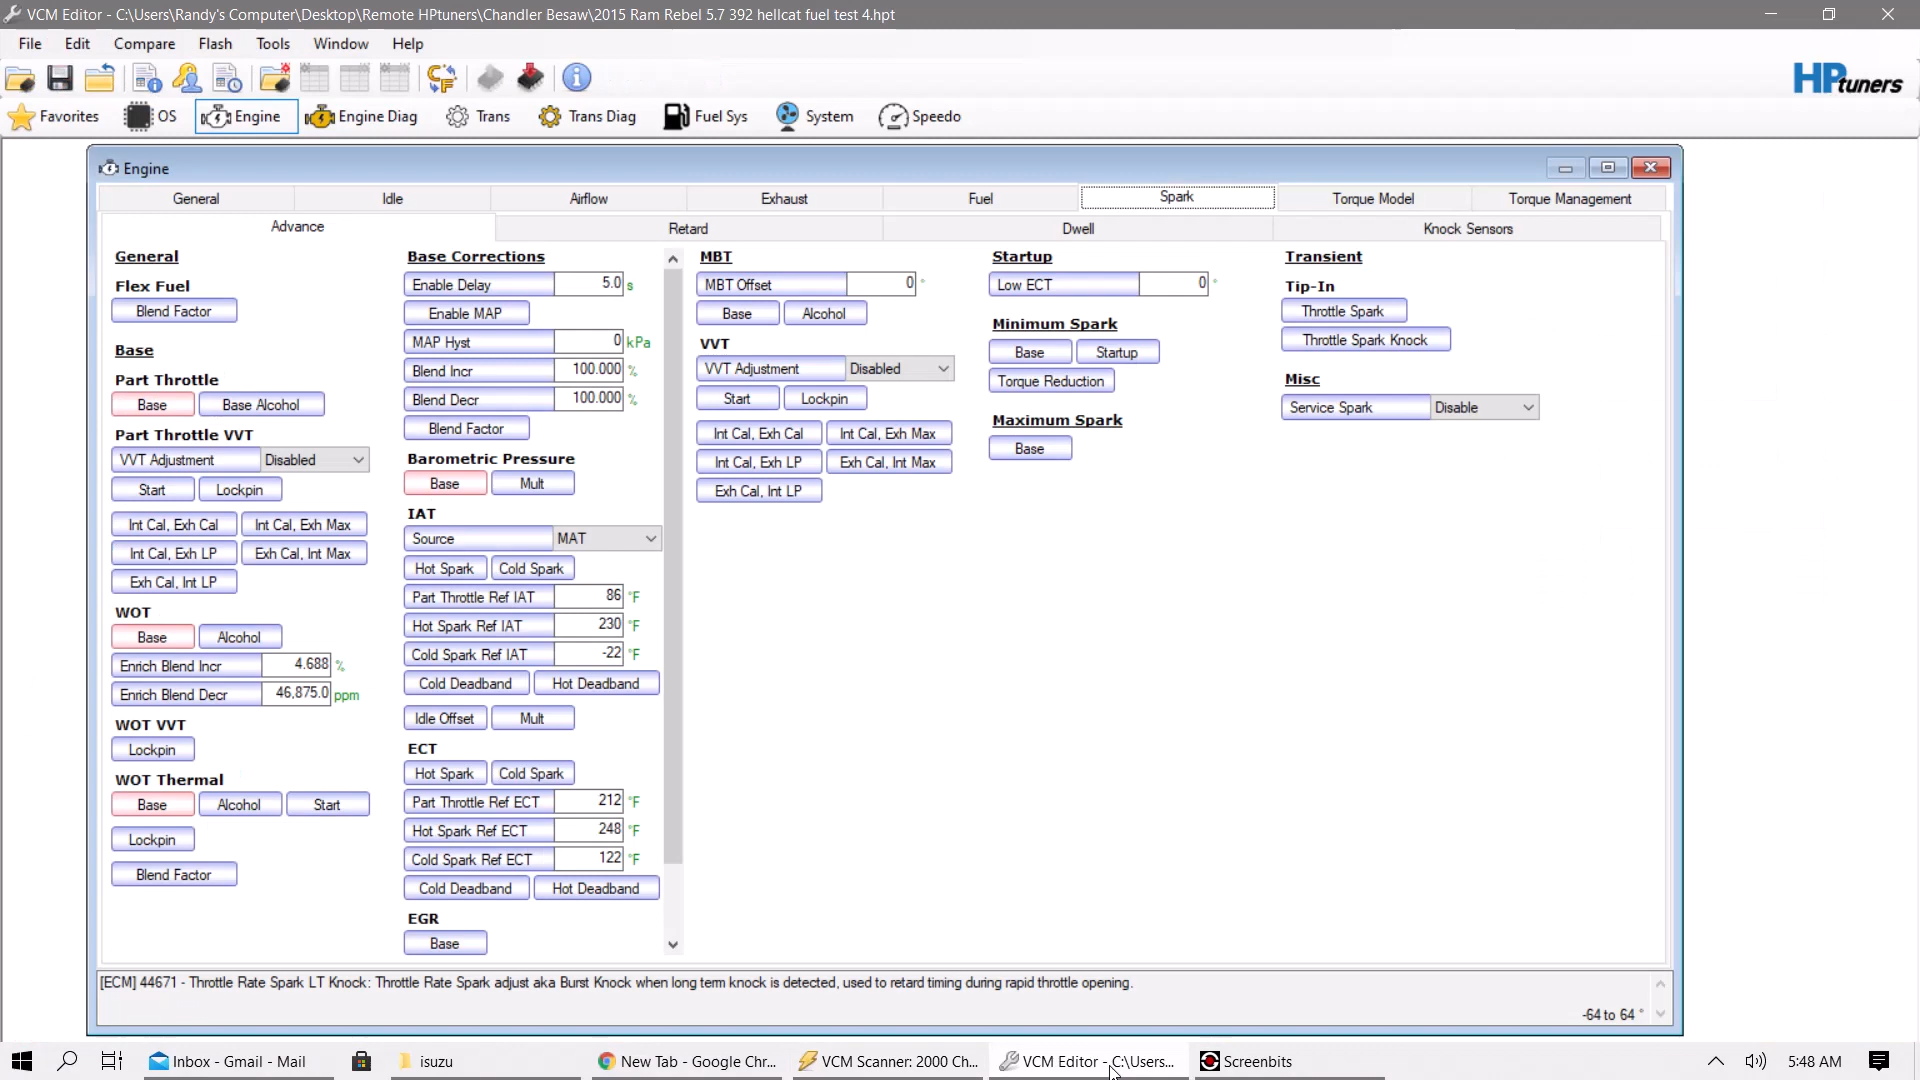 VCM Editor - C:\Users\Randy's Computer\Desktop\Remote HPtuners\Chandler Besaw\2015 Ram Rebel 5.7 392 hellcat fuel test 4.hpt
File Edit Compare Flash Tools Window Help
HPtuners
Favorites OS Engine Engine Diag Trans Trans Diag Fuel Sys System Speedo
Engine
General Idle Airflow Exhaust Fuel Spark Torque Model Torque Management
Advance Retard Dwell Knock Sensors
General
Flex Fuel
Blend Factor
Base
Part Throttle
Base Base Alcohol
Part Throttle VVT
VVT Adjustment Disabled
Start Lockpin
Int Cal, Exh Cal Int Cal, Exh Max
Int Cal, Exh LP Exh Cal, Int Max
Exh Cal, Int LP
WOT
Base Alcohol
Enrich Blend Incr 4.688 %
Enrich Blend Decr 46,875.0 ppm
WOT VVT
Lockpin
WOT Thermal
Base Alcohol Start
Lockpin
Blend Factor
Base Corrections
Enable Delay 5.0 s
Enable MAP
MAP Hyst 0 kPa
Blend Incr 100.000 %
Blend Decr 100.000 %
Blend Factor
Barometric Pressure
Base Mult
IAT
Source MAT
Hot Spark Cold Spark
Part Throttle Ref IAT 86 °F
Hot Spark Ref IAT 230 °F
Cold Spark Ref IAT -22 °F
Cold Deadband Hot Deadband
Idle Offset Mult
ECT
Hot Spark Cold Spark
Part Throttle Ref ECT 212 °F
Hot Spark Ref ECT 248 °F
Cold Spark Ref ECT 122 °F
Cold Deadband Hot Deadband
EGR
Base
MBT
MBT Offset 0 °
Base Alcohol
VVT
VVT Adjustment Disabled
Start Lockpin
Int Cal, Exh Cal Int Cal, Exh Max
Int Cal, Exh LP Exh Cal, Int Max
Exh Cal, Int LP
Startup
Low ECT 0 °
Minimum Spark
Base Startup
Torque Reduction
Maximum Spark
Base
Transient
Tip-In
Throttle Spark
Throttle Spark Knock
Misc
Service Spark Disable
[ECM] 44671 - Throttle Rate Spark LT Knock: Throttle Rate Spark adjust aka Burst Knock when long term knock is detected, used to retard timing during rapid throttle opening.
-64 to 64 °
Inbox - Gmail - Mail isuzu New Tab - Google Chr... VCM Scanner: 2000 Ch... VCM Editor - C:\Users... Screenbits 5:48 AM